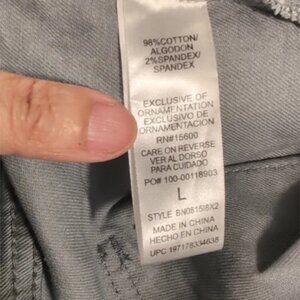 98%COTTON/
ALGODON
2%SPANDEX/
SPANDEX
EXCLUSIVE OF
ORNAMENTATION
EXCLUSIVO DE
ORNAMENTACION
RN#15600
CARE ON REVERSE
VER AL DORSO
PARA CUIDADO
PO# 100-00118903
L
STYLE BN0815I8X2
MADE IN CHINA
HECHO EN CHINA
UPC 197178334638